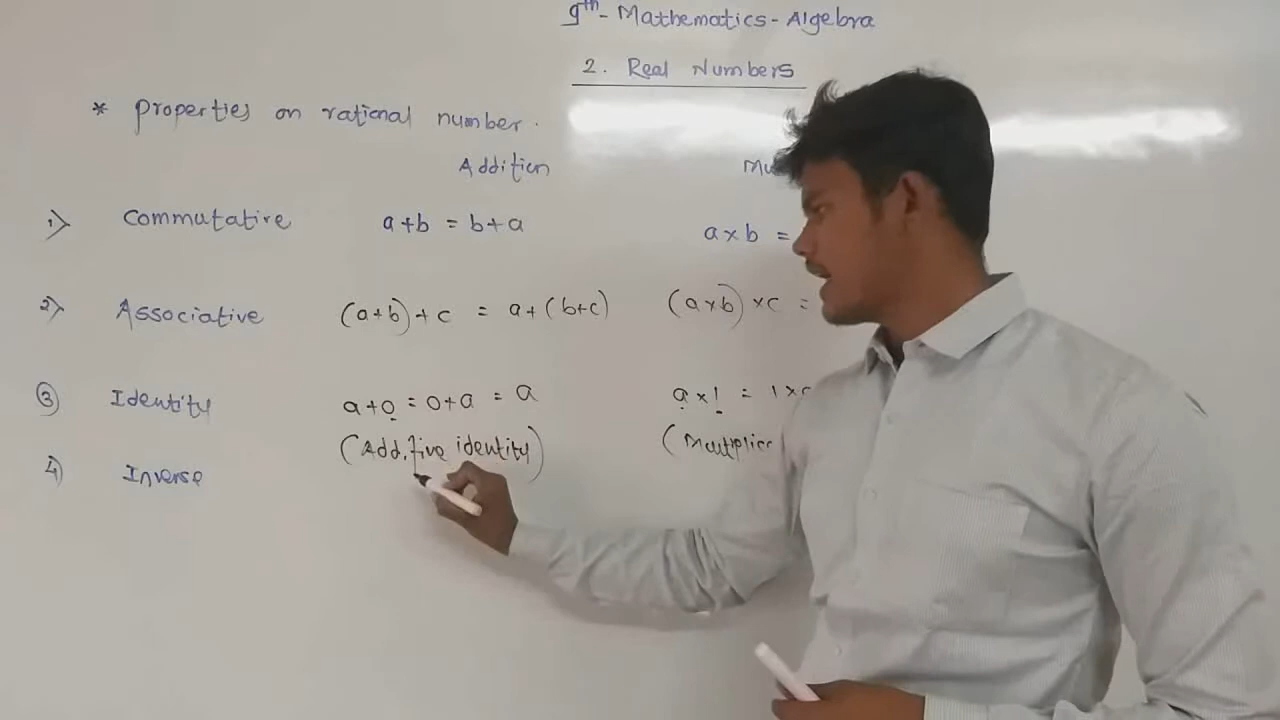 9th - Mathematics - Algebra
2. Real Numbers
* properties on rational number.
Addition
1) Commutative a+b = b+a a×b =
2) Associative (a+b)+c = a+(b+c) (a×b)×c =
③ Identity a+0 = 0+a = a a×1 = 1×
(Additive identity)
4) Inverse